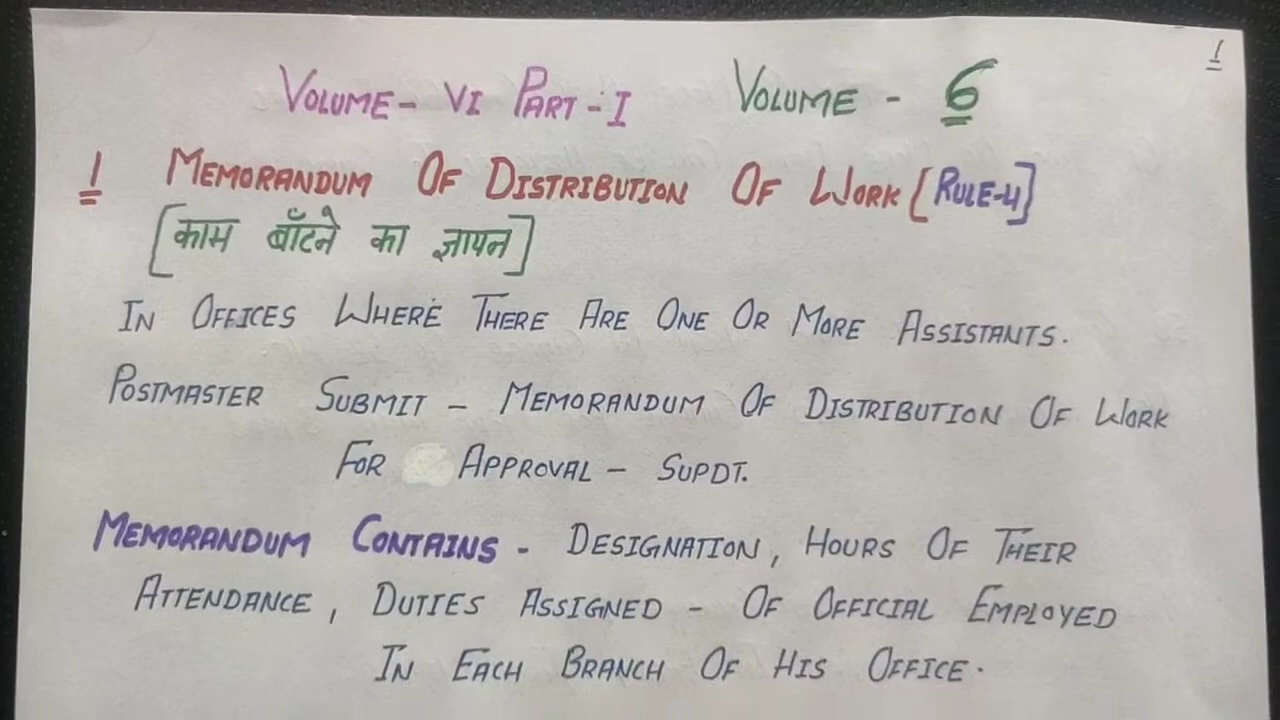 1
VOLUME- VI PART-I VOLUME - 6
1 MEMORANDUM OF DISTRIBUTION OF WORK [RULE-4]
[काम बाँटने का ज्ञापन]
IN OFFICES WHERE THERE ARE ONE OR MORE ASSISTANTS.
POSTMASTER SUBMIT - MEMORANDUM OF DISTRIBUTION OF WORK
FOR APPROVAL - SUPDT.
MEMORANDUM CONTAINS - DESIGNATION, HOURS OF THEIR
ATTENDANCE, DUTIES ASSIGNED - OF OFFICIAL EMPLOYED
IN EACH BRANCH OF HIS OFFICE.